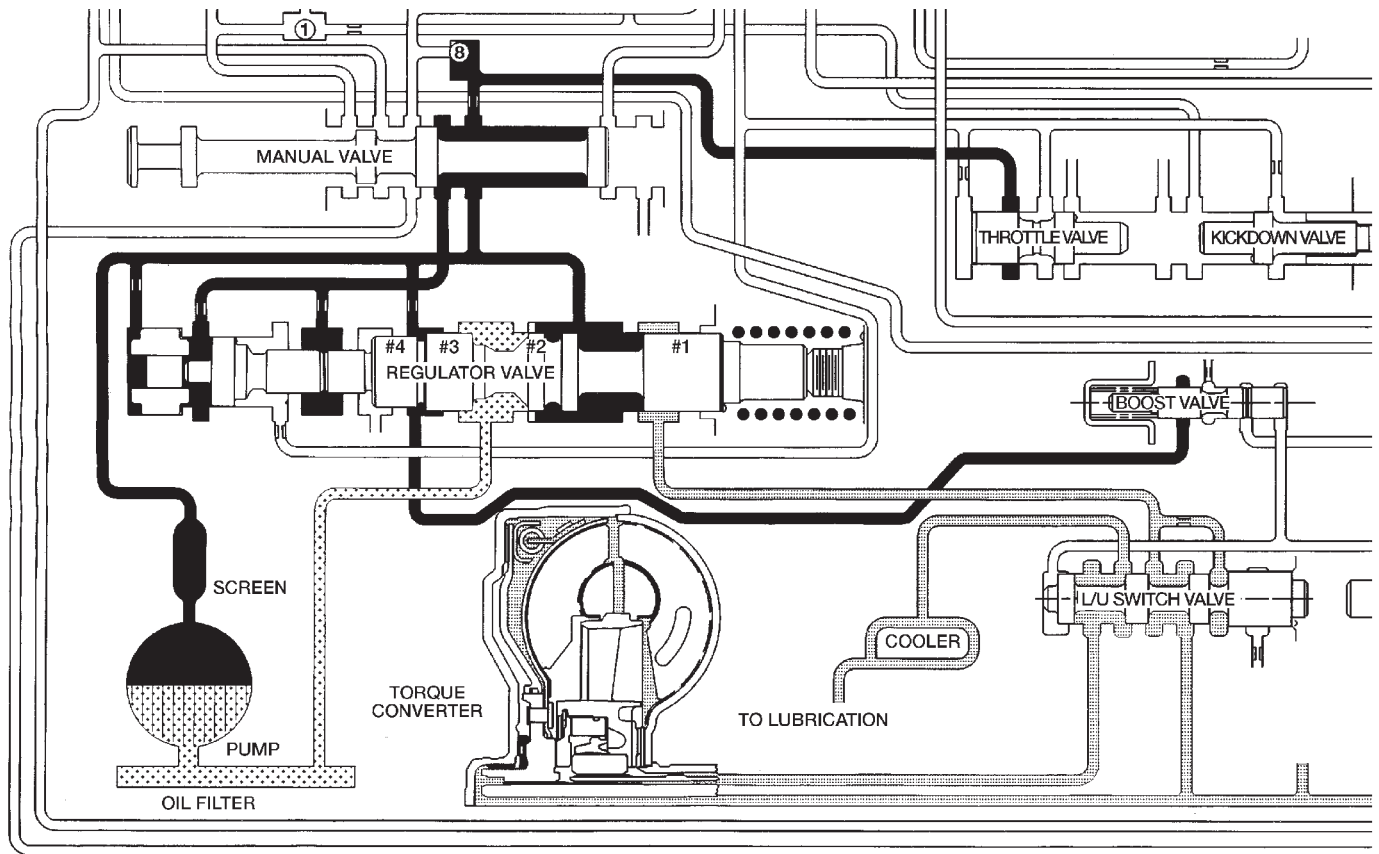 1
8
MANUAL VALVE
THROTTLE VALVE
KICKDOWN VALVE
#4
#3
#2
#1
REGULATOR VALVE
BOOST VALVE
SCREEN
L/U SWITCH VALVE
COOLER
TORQUE
CONVERTER
TO LUBRICATION
PUMP
OIL FILTER